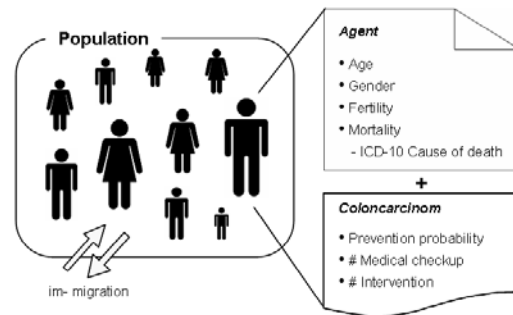 Population
im- migration
Agent
• Age
• Gender
• Fertility
• Mortality
- ICD-10 Cause of death
+
Coloncarcinom
• Prevention probability
• # Medical checkup
• # Intervention